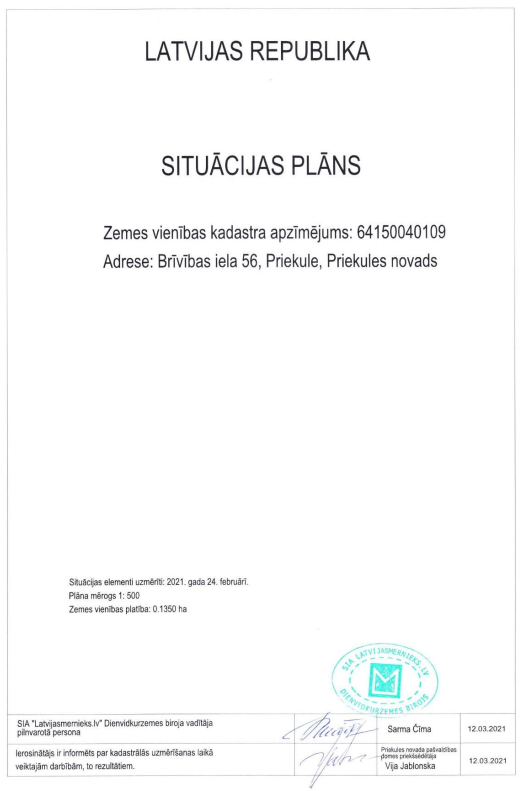 LATVIJAS REPUBLIKA
SITUĀCIJAS PLĀNS
Zemes vienības kadastra apzīmējums: 64150040109
Adrese: Brīvības iela 56, Priekule, Priekules novads
Situācijas elementi uzmērīti: 2021. gada 24. februārī.
Plāna mērogs 1: 500
Zemes vienības platība: 0.1350 ha
SIA LATVIJASMERNIEKS.LV
DIENVIDKURZEMES BIROJS
SIA "Latvijasmernieks.lv" Dienvidkurzemes biroja vadītāja
pilnvarotā persona
Sarma Čīma
12.03.2021
Ierosinātājs ir informēts par kadastrālās uzmērīšanas laikā
veiktajām darbībām, to rezultātiem.
Priekules novada pašvaldības
domes priekšsēdētāja
Vija Jablonska
12.03.2021